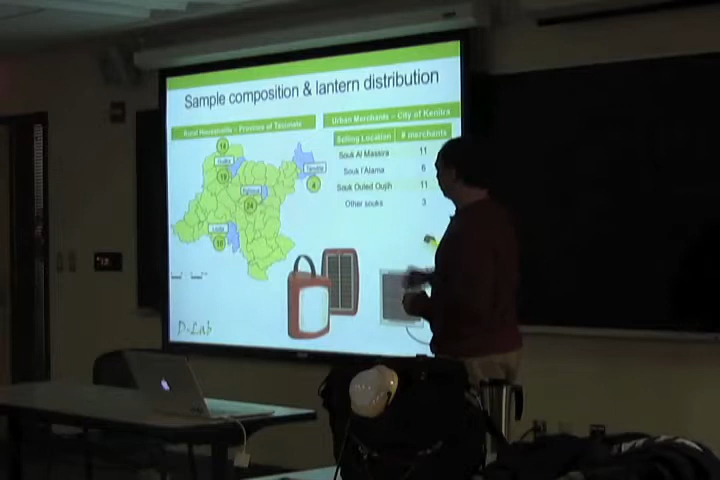 Sample composition & lantern distribution
Rural Households – Province of Taounate
Urban Merchants – City of Kenitra
Selling Location # merchants
Souk Al Massira 11
Souk l'Alama 6
Souk Ouled Oujih 11
Other souks 3
D-Lab